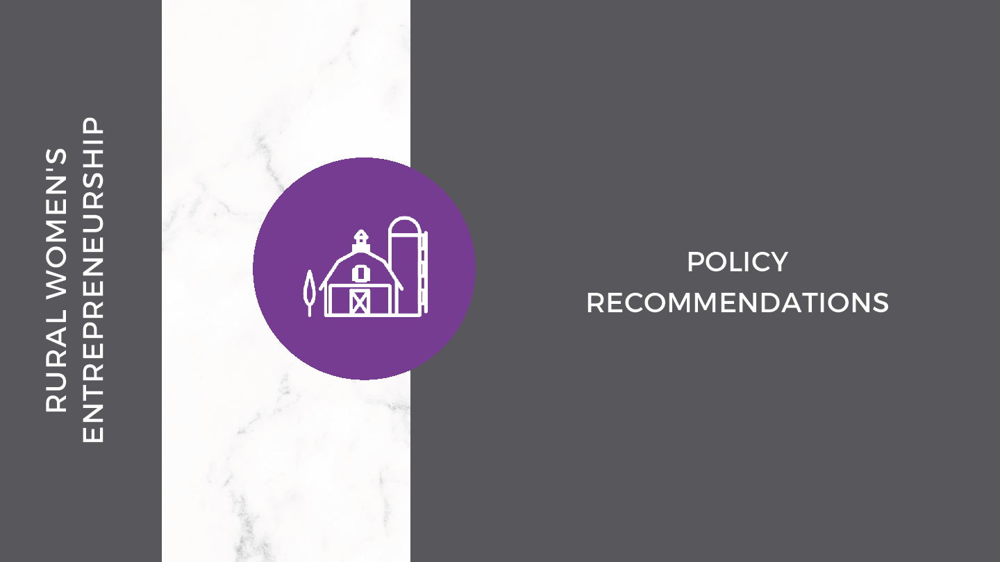 RURAL WOMEN'S
ENTREPRENEURSHIP
POLICY
RECOMMENDATIONS